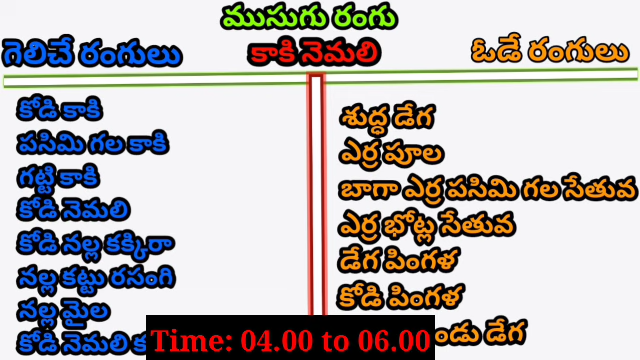 ముసుగు రంగు
గెలిచే రంగులు
కాకి నెమలి
ఓడే రంగులు
కోడి కాకి
పసిమి గల కాకి
గట్టి కాకి
కోడి నెమలి
కోడి నల్ల కక్కిరా
నల్ల కట్టు రసంగి
నల్ల మైల
కోడి నెమలి
శుద్ధ డేగ
ఎర్ర పూల
బాగా ఎర్ర పసిమి గల సేతువ
ఎర్ర భోట్ల సేతువ
డేగ పింగళ
కోడి పింగళ
డేగ
Time: 04.00 to 06.00